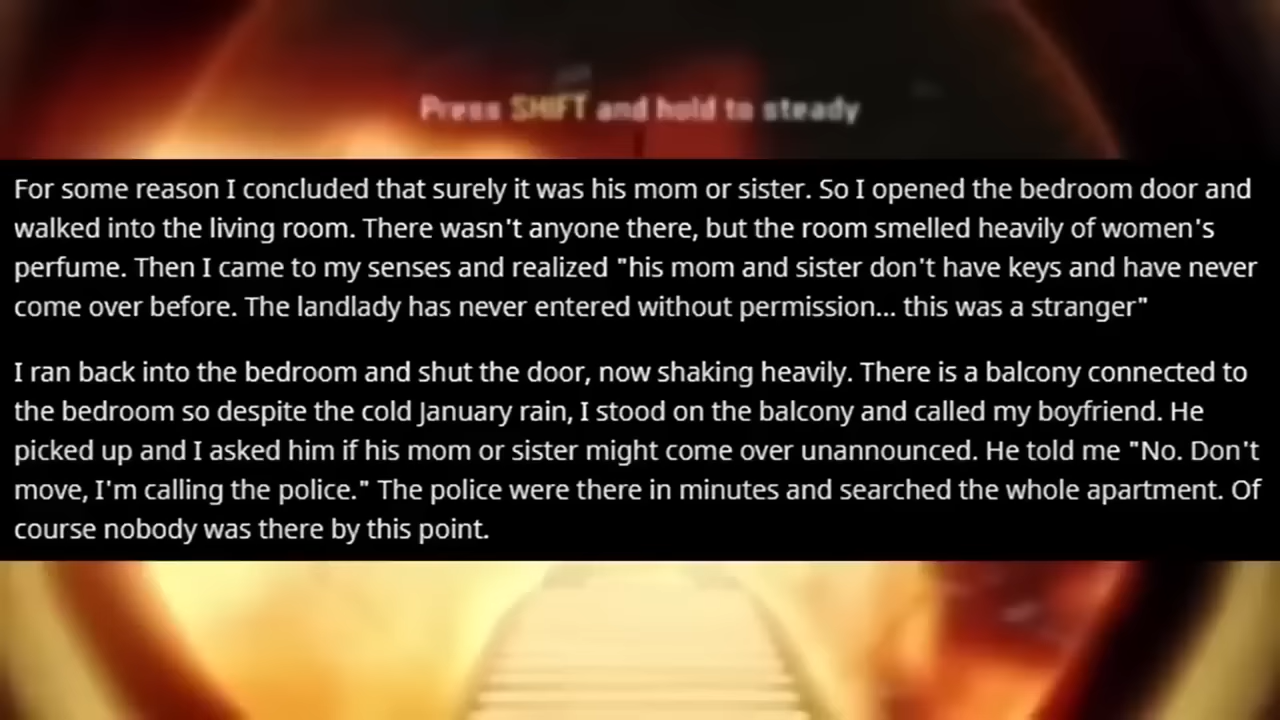 Press SHIFT and hold to steady
For some reason I concluded that surely it was his mom or sister. So I opened the bedroom door and
walked into the living room. There wasn't anyone there, but the room smelled heavily of women's
perfume. Then I came to my senses and realized "his mom and sister don't have keys and have never
come over before. The landlady has never entered without permission... this was a stranger"
I ran back into the bedroom and shut the door, now shaking heavily. There is a balcony connected to
the bedroom so despite the cold January rain, I stood on the balcony and called my boyfriend. He
picked up and I asked him if his mom or sister might come over unannounced. He told me "No. Don't
move, I'm calling the police." The police were there in minutes and searched the whole apartment. Of
course nobody was there by this point.